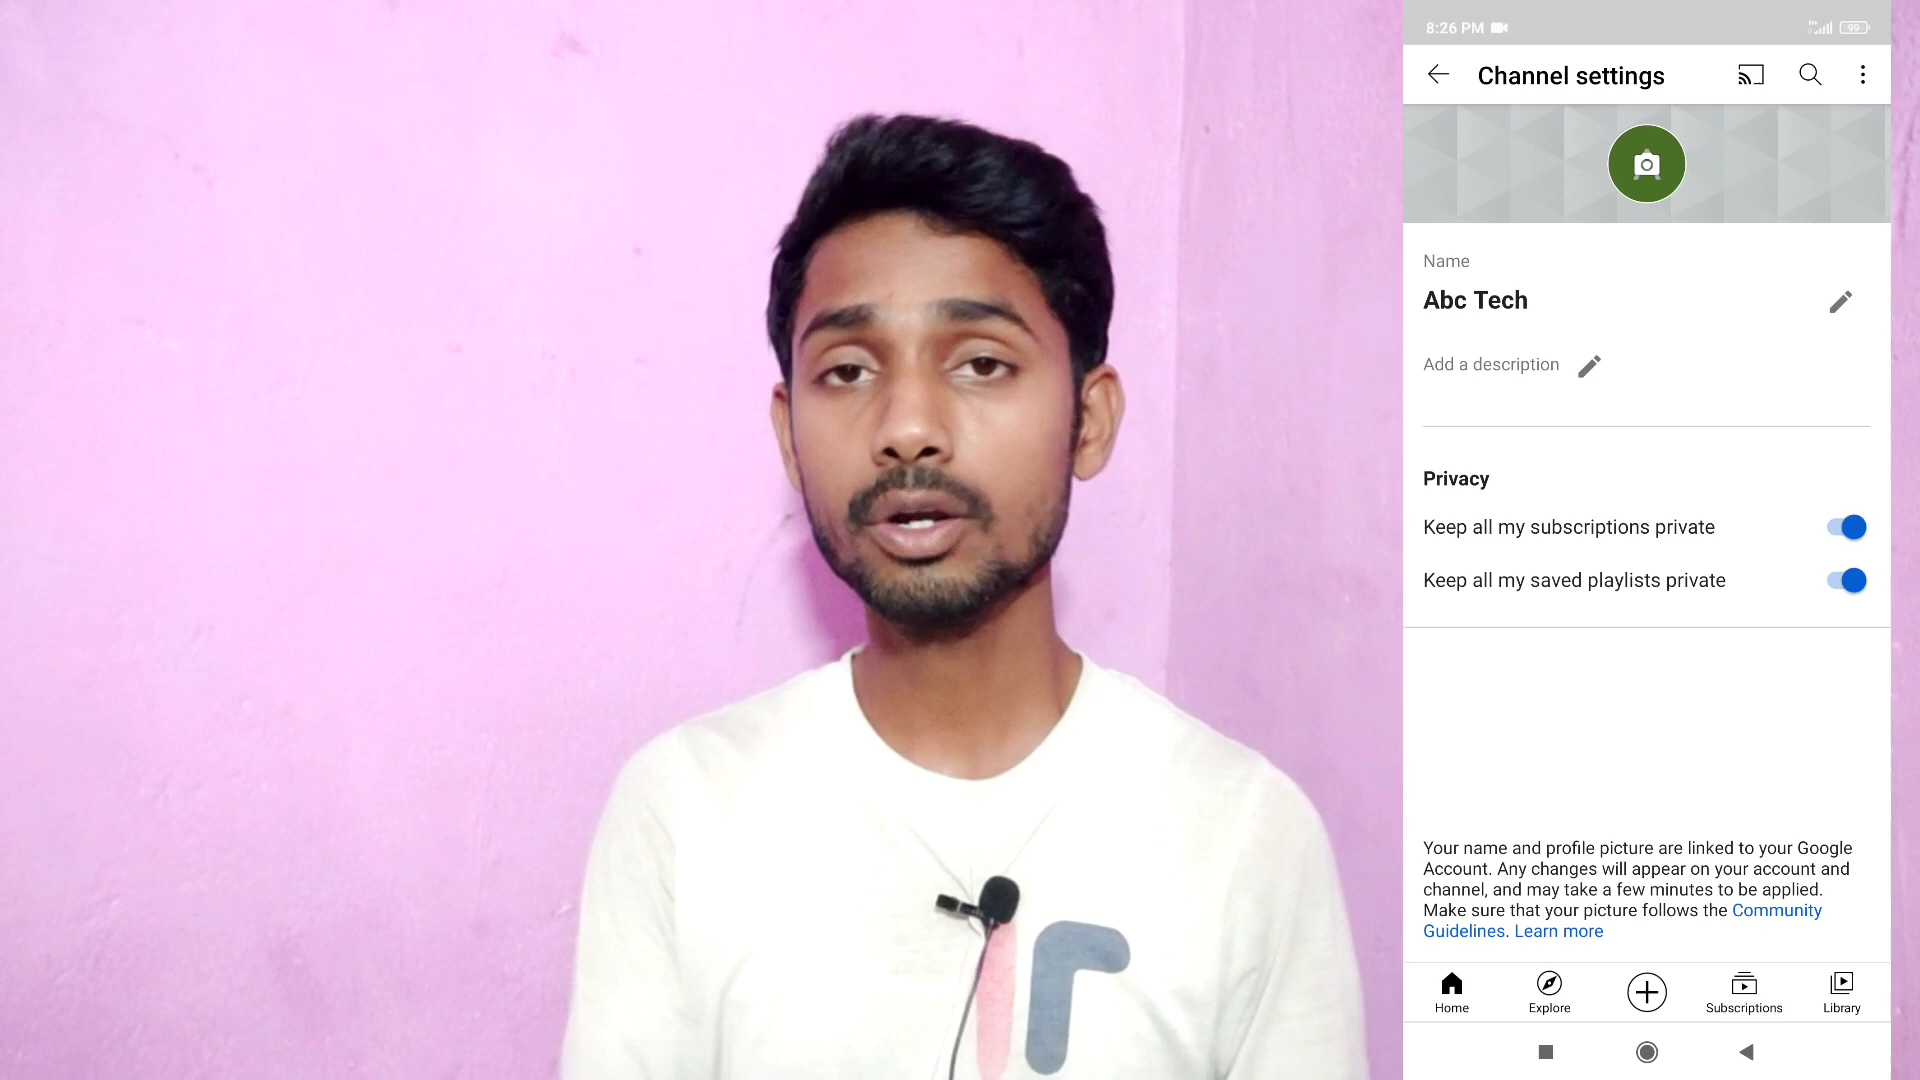 8:26 PM
99
Channel settings
Name
Abc Tech
Add a description
Privacy
Keep all my subscriptions private
Keep all my saved playlists private
Your name and profile picture are linked to your Google
Account. Any changes will appear on your account and
channel, and may take a few minutes to be applied.
Make sure that your picture follows the Community
Guidelines. Learn more
Home
Explore
Subscriptions
Library